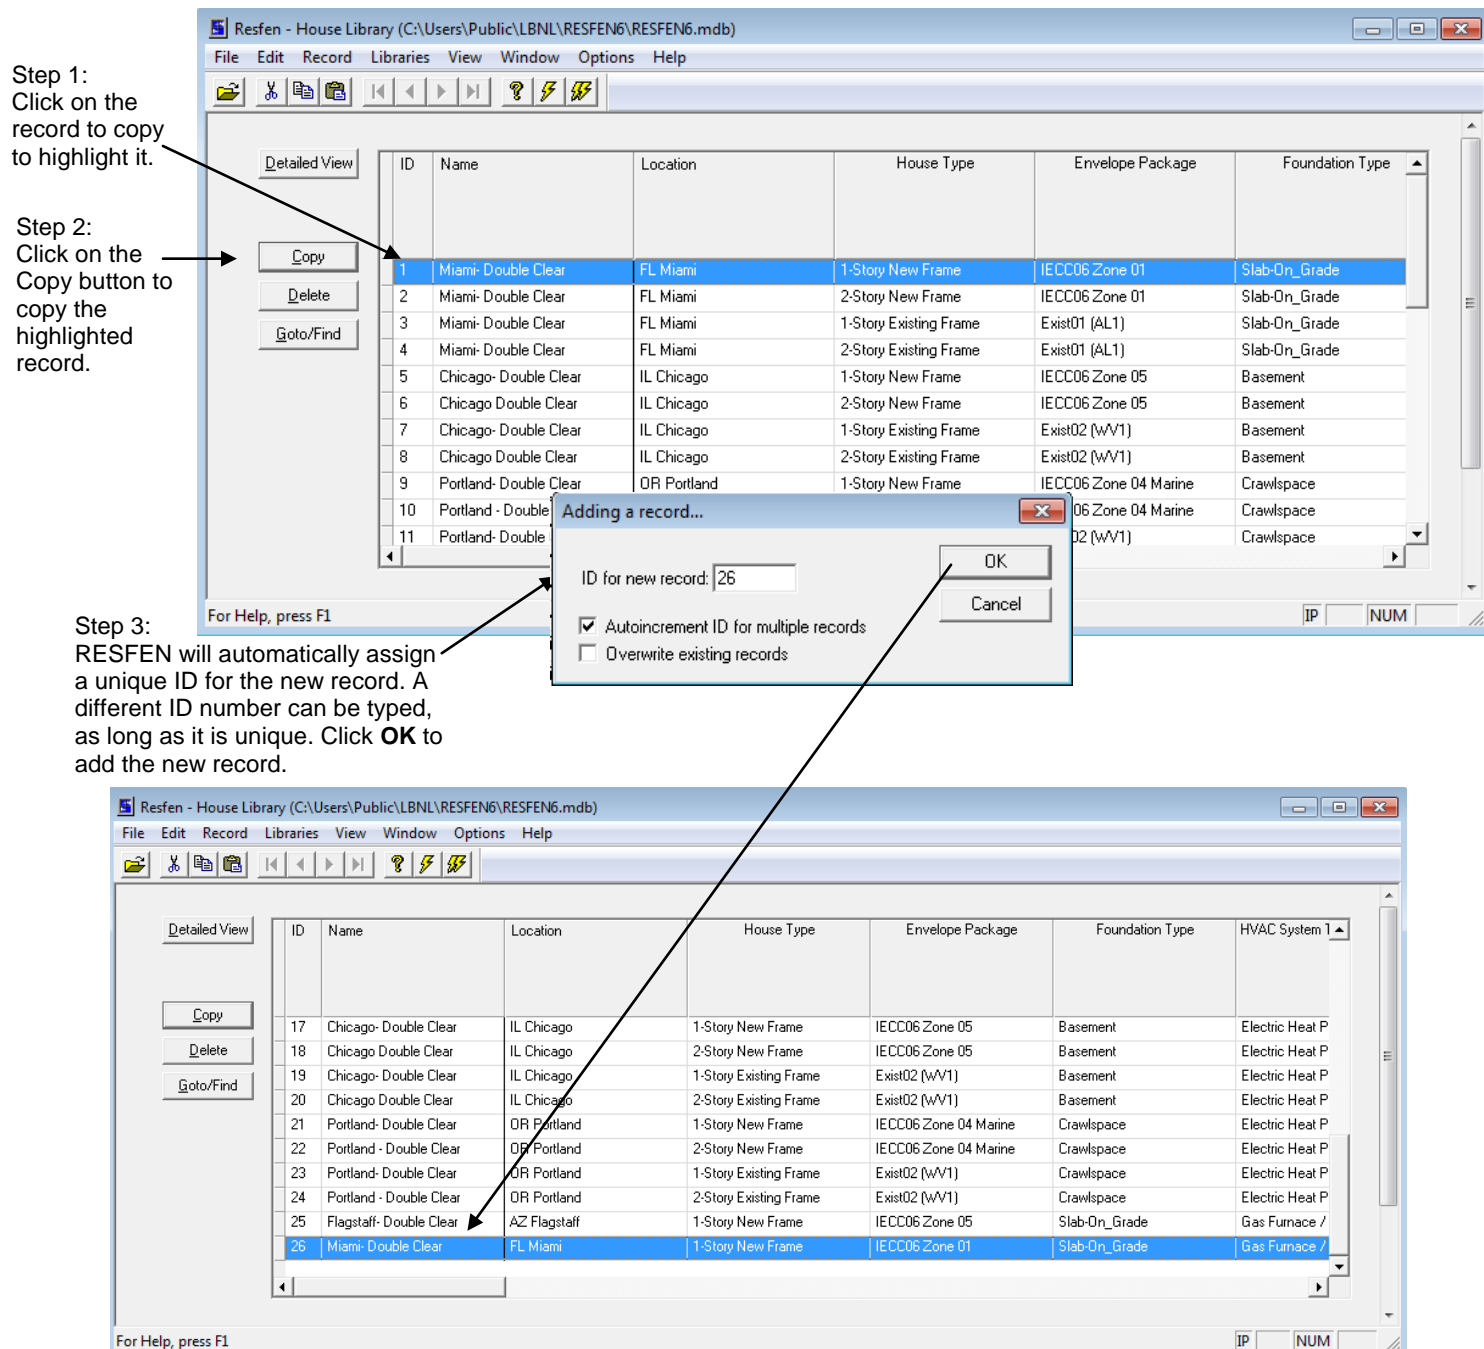 Resfen - House Library (C:\Users\Public\LBNL\RESFEN6\RESFEN6.mdb)
File Edit Record Libraries View Window Options Help
Step 1:
Click on the
record to copy
to highlight it.
Step 2:
Click on the
Copy button to
copy the
highlighted
record.
Detailed View
Copy
Delete
Goto/Find
ID Name Location House Type Envelope Package Foundation Type
1 Miami- Double Clear FL Miami 1-Story New Frame IECC06 Zone 01 Slab-On_Grade
2 Miami- Double Clear FL Miami 2-Story New Frame IECC06 Zone 01 Slab-On_Grade
3 Miami- Double Clear FL Miami 1-Story Existing Frame Exist01 (AL1) Slab-On_Grade
4 Miami- Double Clear FL Miami 2-Story Existing Frame Exist01 (AL1) Slab-On_Grade
5 Chicago- Double Clear IL Chicago 1-Story New Frame IECC06 Zone 05 Basement
6 Chicago Double Clear IL Chicago 2-Story New Frame IECC06 Zone 05 Basement
7 Chicago- Double Clear IL Chicago 1-Story Existing Frame Exist02 (WV1) Basement
8 Chicago Double Clear IL Chicago 2-Story Existing Frame Exist02 (WV1) Basement
9 Portland- Double Clear OR Portland 1-Story New Frame IECC06 Zone 04 Marine Crawlspace
10 Portland - Double 06 Zone 04 Marine Crawlspace
11 Portland- Double 02 (WV1) Crawlspace
For Help, press F1 IP NUM
Adding a record...
ID for new record: 26
OK
Cancel
Autoincrement ID for multiple records
Overwrite existing records
Step 3:
RESFEN will automatically assign
a unique ID for the new record. A
different ID number can be typed,
as long as it is unique. Click OK to
add the new record.
Resfen - House Library (C:\Users\Public\LBNL\RESFEN6\RESFEN6.mdb)
File Edit Record Libraries View Window Options Help
Detailed View
Copy
Delete
Goto/Find
ID Name Location House Type Envelope Package Foundation Type HVAC System T
17 Chicago- Double Clear IL Chicago 1-Story New Frame IECC06 Zone 05 Basement Electric Heat P
18 Chicago Double Clear IL Chicago 2-Story New Frame IECC06 Zone 05 Basement Electric Heat P
19 Chicago- Double Clear IL Chicago 1-Story Existing Frame Exist02 (WV1) Basement Electric Heat P
20 Chicago Double Clear IL Chicago 2-Story Existing Frame Exist02 (WV1) Basement Electric Heat P
21 Portland- Double Clear OR Portland 1-Story New Frame IECC06 Zone 04 Marine Crawlspace Electric Heat P
22 Portland - Double Clear OR Portland 2-Story New Frame IECC06 Zone 04 Marine Crawlspace Electric Heat P
23 Portland- Double Clear OR Portland 1-Story Existing Frame Exist02 (WV1) Crawlspace Electric Heat P
24 Portland - Double Clear OR Portland 2-Story Existing Frame Exist02 (WV1) Crawlspace Electric Heat P
25 Flagstaff- Double Clear AZ Flagstaff 1-Story New Frame IECC06 Zone 05 Slab-On_Grade Gas Furnace /
26 Miami- Double Clear FL Miami 1-Story New Frame IECC06 Zone 01 Slab-On_Grade Gas Furnace /
For Help, press F1 IP NUM